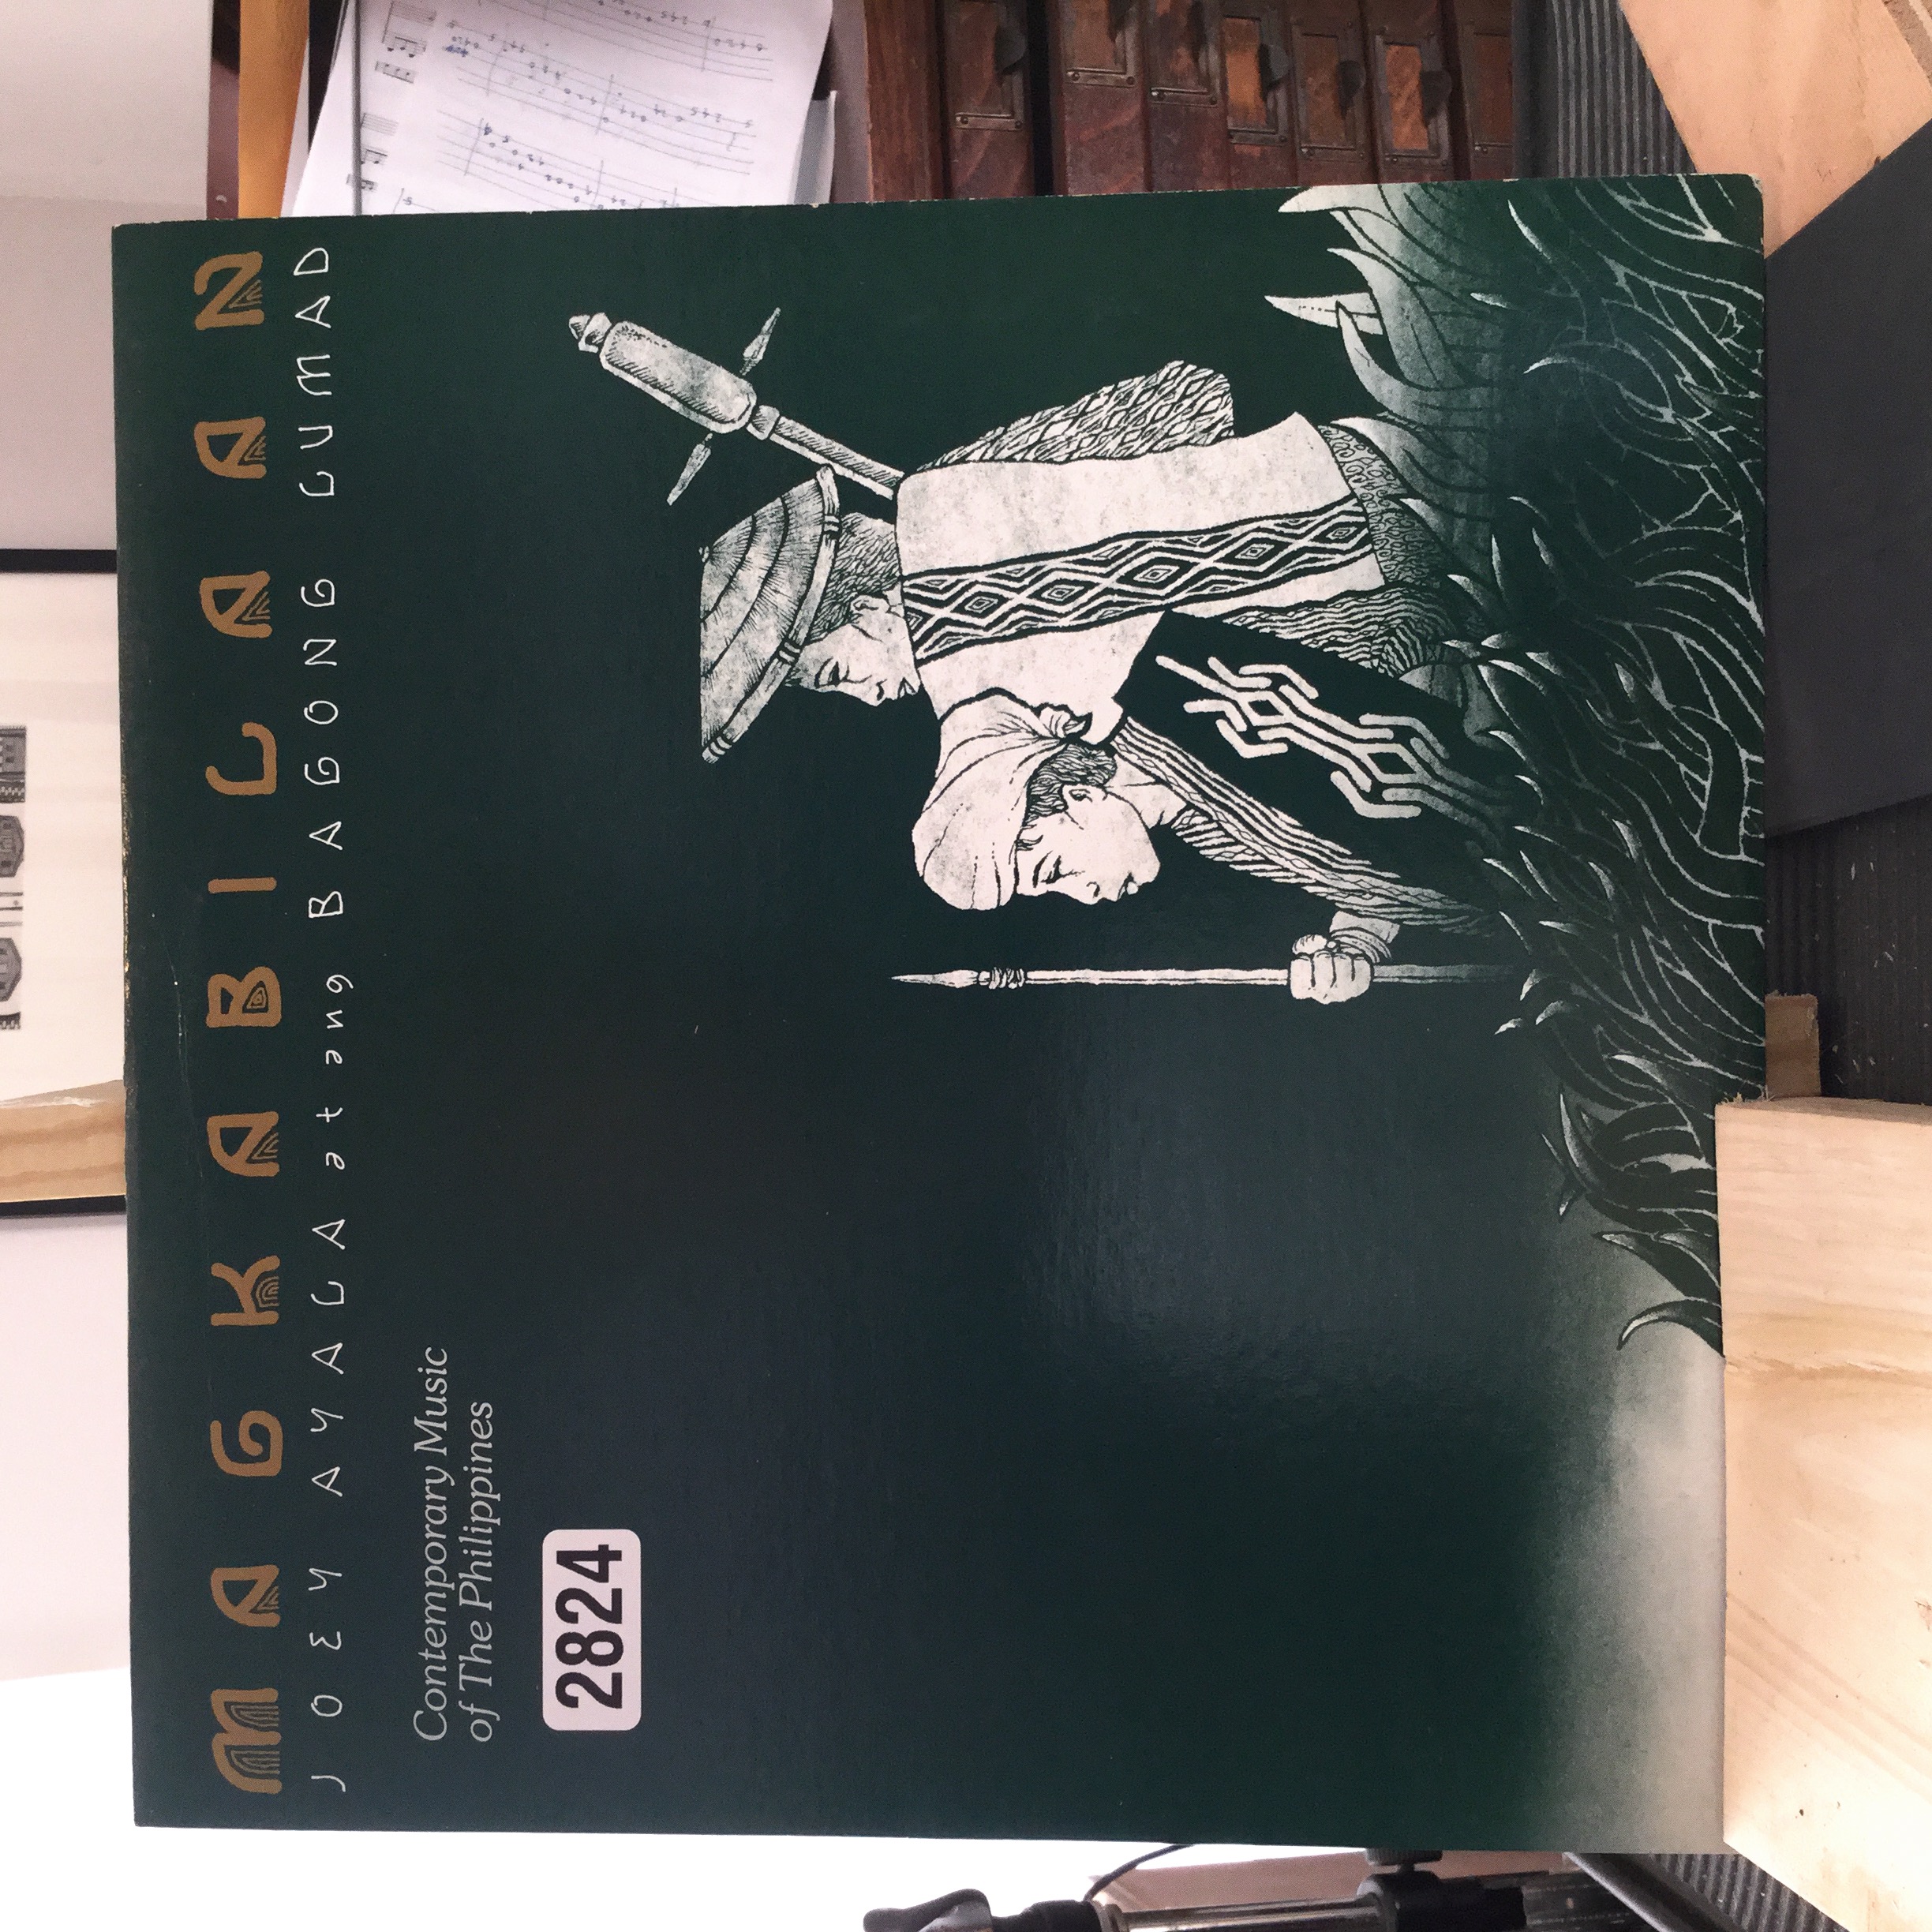 MAGKABILAAN
JOEY AYALA at ang BAGONG LUMAD
Contemporary Music
of The Philippines
2824